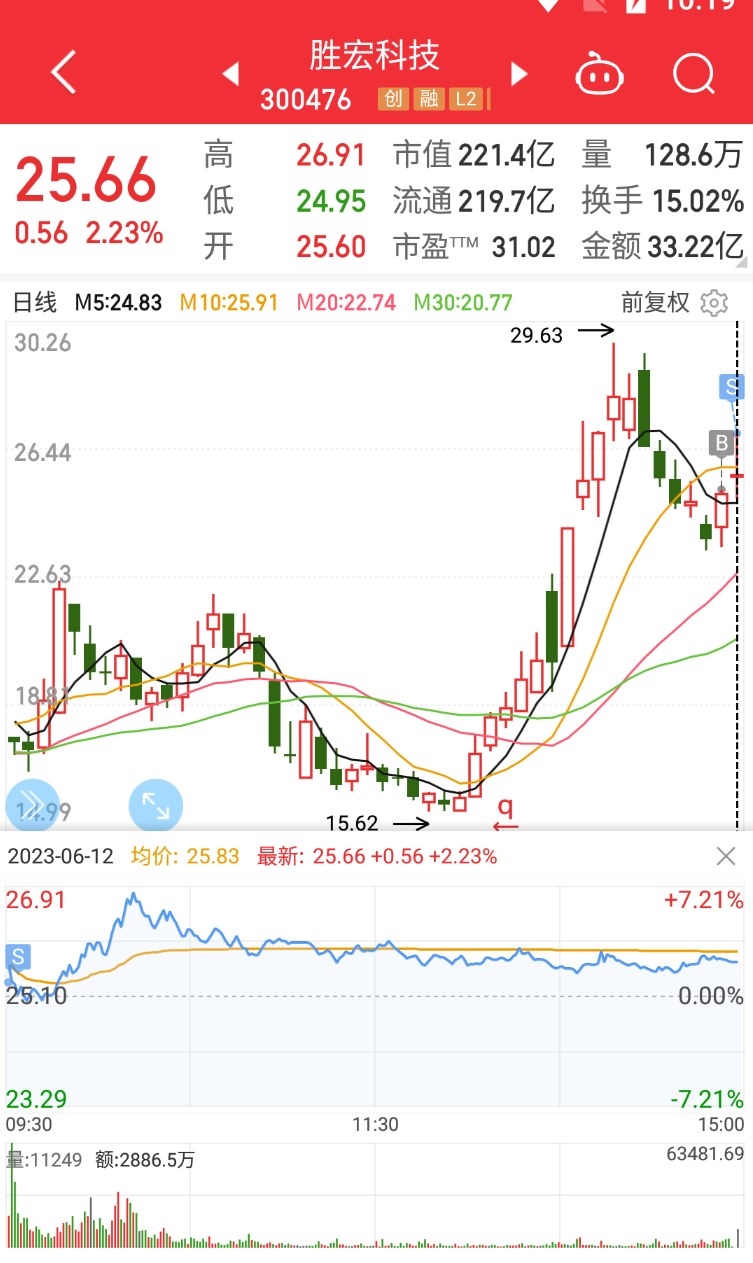 胜宏科技
300476 创 融 L2
25.66
0.56 2.23%
高 26.91 市值 221.4亿 量 128.6万
低 24.95 流通 219.7亿 换手 15.02%
开 25.60 市盈TTM 31.02 金额 33.22亿
日线 M5:24.83 M10:25.91 M20:22.74 M30:20.77 前复权
30.26
29.63
S
26.44
B
22.63
18.81
14.99
15.62
q
2023-06-12 均价: 25.83 最新: 25.66 +0.56 +2.23%
26.91 +7.21%
S
25.10 0.00%
23.29 -7.21%
09:30 11:30 15:00
量:11249 额:2886.5万 63481.69